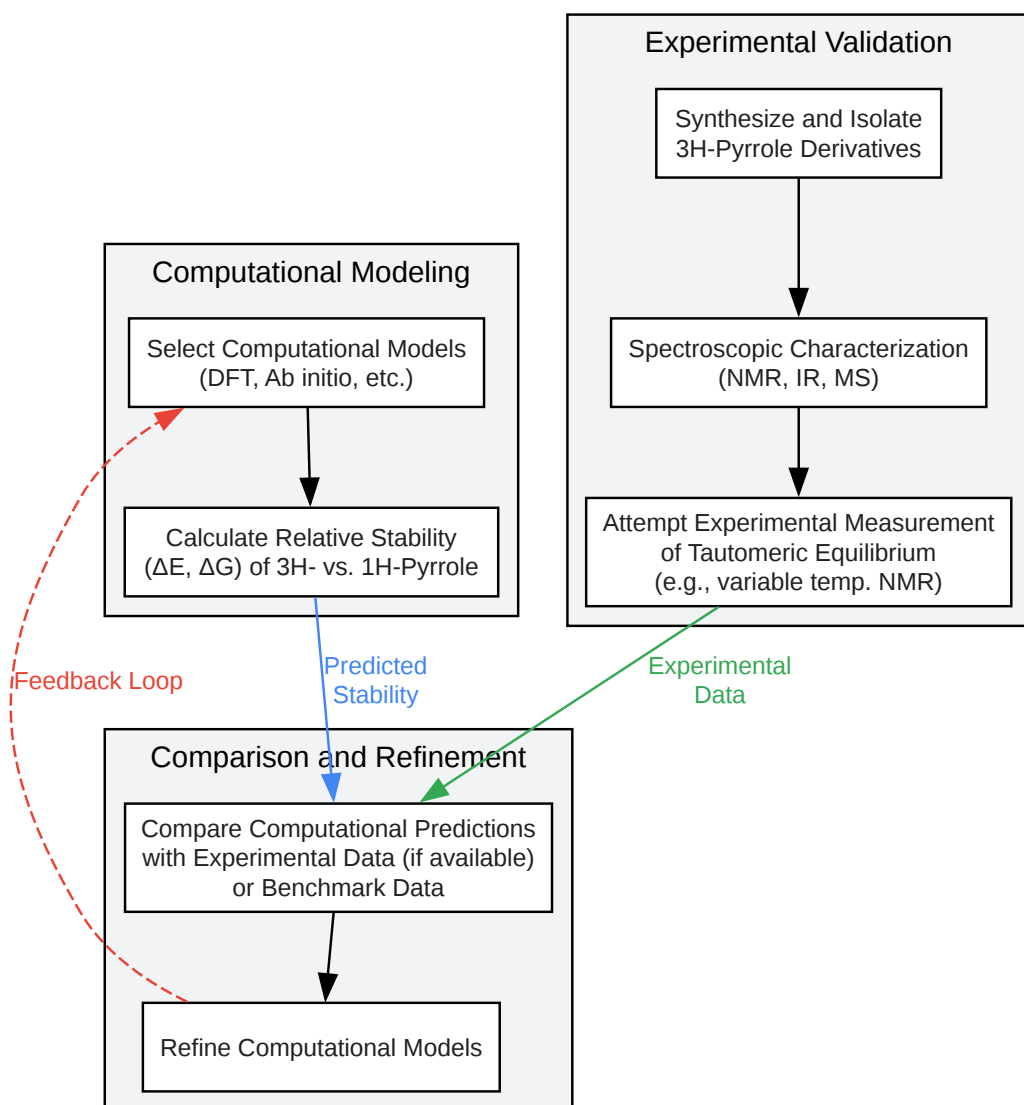 Experimental Validation
Synthesize and Isolate
3H-Pyrrole Derivatives
Computational Modeling
Select Computational Models
(DFT, Ab initio, etc.)
Spectroscopic Characterization
(NMR, IR, MS)
Calculate Relative Stability
(ΔE, ΔG) of 3H- vs. 1H-Pyrrole
Attempt Experimental Measurement
of Tautomeric Equilibrium
(e.g., variable temp. NMR)
Feedback Loop
Predicted
Stability
Experimental
Data
Comparison and Refinement
Compare Computational Predictions
with Experimental Data (if available)
or Benchmark Data
Refine Computational Models